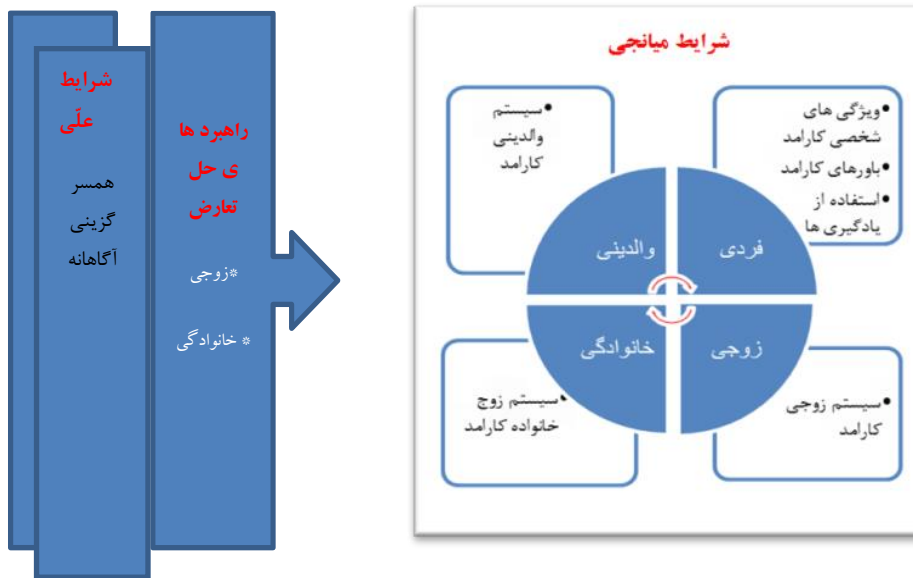 شرایط میانجی
•ویژگی های
شخصی کارامد
•باورهای کارامد
•استفاده از
یادگیری ها
•سیستم
والدینی
کارامد
فردی
والدینی
زوجی
خانوادگی
•سیستم زوجی
کارامد
•سیستم زوج
خانواده کارامد
راهبرد ها
ی حل
تعارض
*زوجی
* خانوادگی
شرایط
علّی
همسر
گزینی
آگاهانه